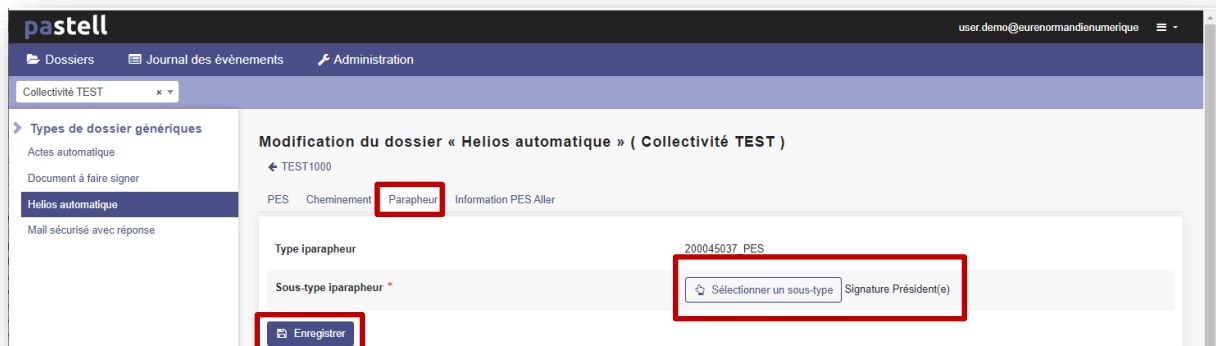 pastell
user.demo@eurenormandienumerique
Dossiers Journal des évènements Administration
Collectivité TEST × 
Types de dossier génériques
Actes automatique
Document à faire signer
Helios automatique
Mail sécurisé avec réponse
Modification du dossier « Helios automatique » ( Collectivité TEST )
TEST1000
PES Cheminement Parapheur Information PES Aller
Type iparapheur 200045037_PES
Sous-type iparapheur * Sélectionner un sous-type Signature Président(e)
Enregistrer